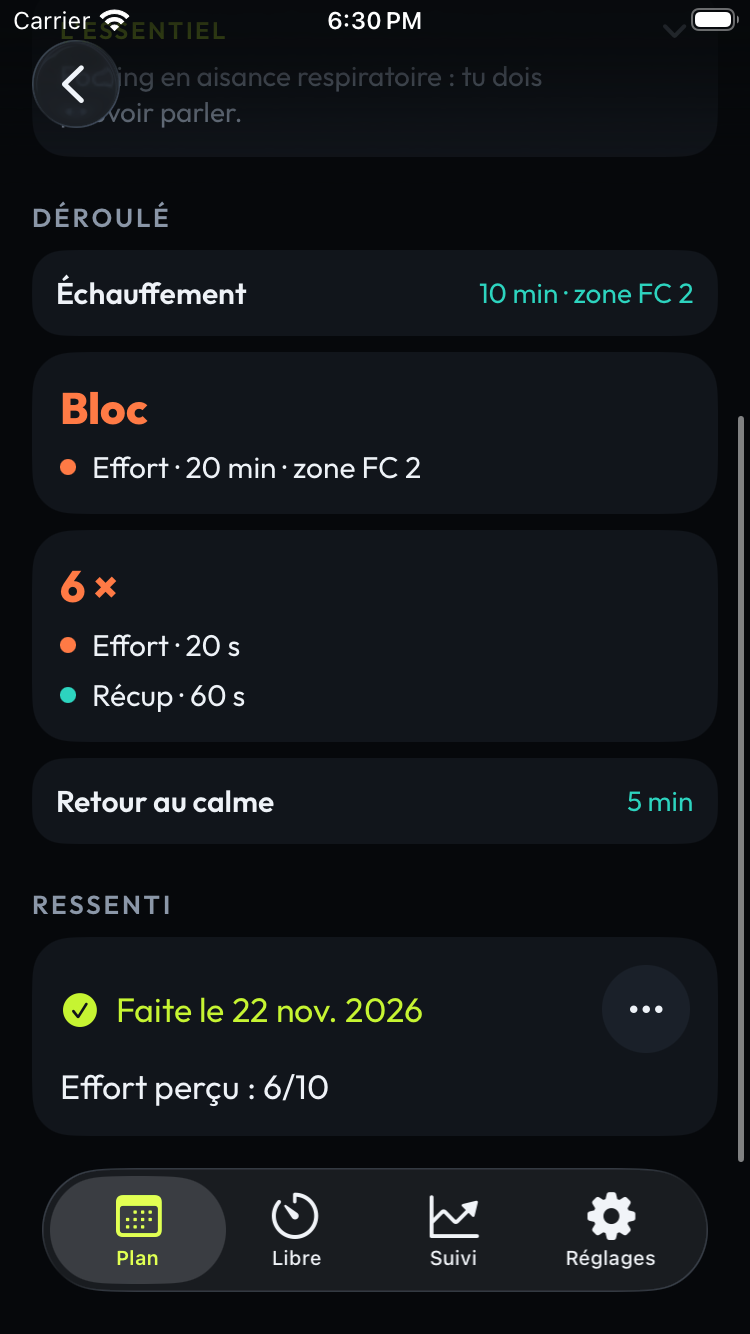 Carrier
6:30 PM
L'ESSENTIEL
ing en aisance respiratoire : tu dois
voir parler.
DÉROULÉ
Échauffement
10 min · zone FC 2
Bloc
Effort · 20 min · zone FC 2
6 ×
Effort · 20 s
Récup · 60 s
Retour au calme
5 min
RESSENTI
Faite le 22 nov. 2026
Effort perçu : 6/10
Plan
Libre
Suivi
Réglages